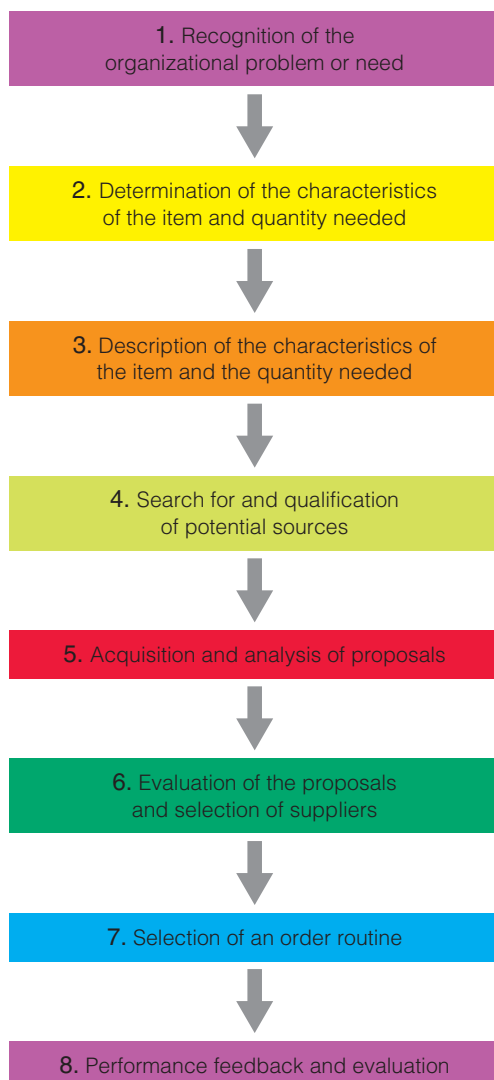 1. Recognition of the
organizational problem or need
2. Determination of the characteristics
of the item and quantity needed
3. Description of the characteristics of
the item and the quantity needed
4. Search for and qualification
of potential sources
5. Acquisition and analysis of proposals
6. Evaluation of the proposals
and selection of suppliers
7. Selection of an order routine
8. Performance feedback and evaluation